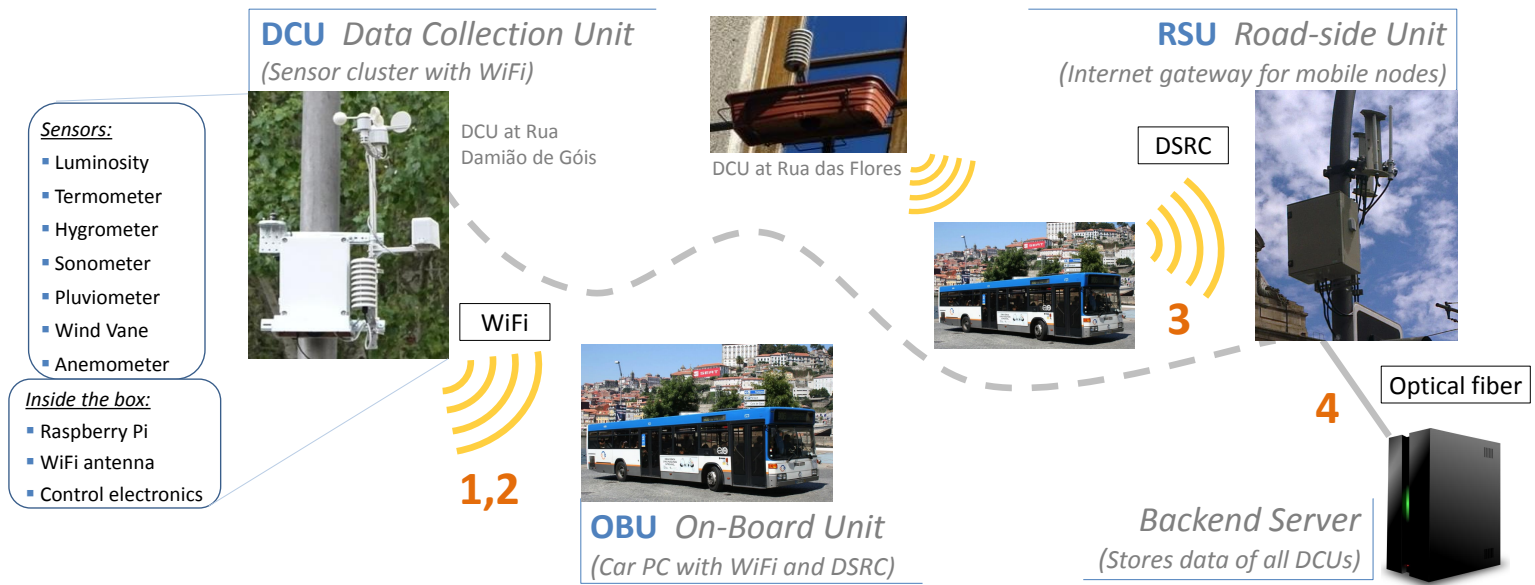 DCU Data Collection Unit
(Sensor cluster with WiFi)
Sensors:
Luminosity
Termometer
Hygrometer
Sonometer
Pluviometer
Wind Vane
Anemometer
Inside the box:
Raspberry Pi
WiFi antenna
Control electronics
DCU at Rua
Damião de Góis
DCU at Rua das Flores
RSU Road-side Unit
(Internet gateway for mobile nodes)
DSRC
3
WiFi
1,2
OBU On-Board Unit
(Car PC with WiFi and DSRC)
4
Optical fiber
Backend Server
(Stores data of all DCUs)